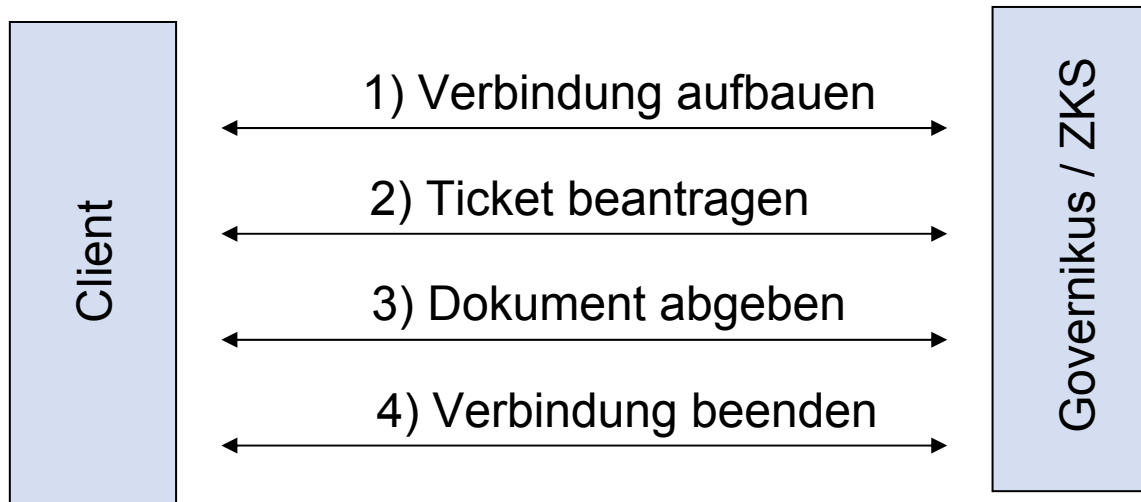 Client
1) Verbindung aufbauen
2) Ticket beantragen
3) Dokument abgeben
4) Verbindung beenden
Governikus / ZKS